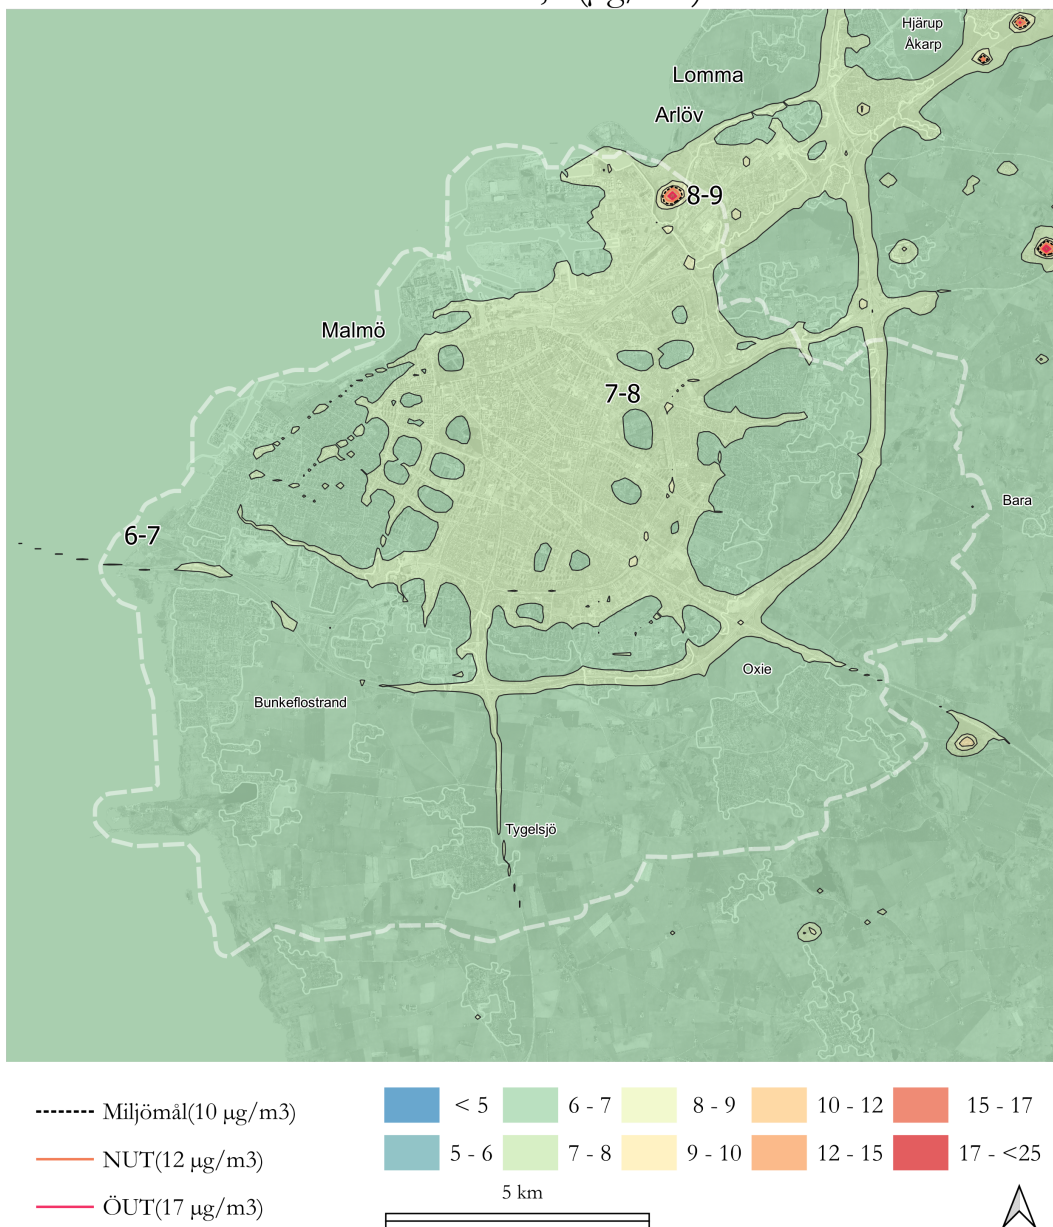 Hjärup
Åkarp
Lomma
Arlöv
8-9
Malmö
7-8
Bara
6-7
Oxie
Bunkeflostrand
Tygelsjö
Miljömål(10 µg/m3)
NUT(12 µg/m3)
ÖUT(17 µg/m3)
< 5
6 - 7
8 - 9
10 - 12
15 - 17
5 - 6
7 - 8
9 - 10
12 - 15
17 - <25
5 km